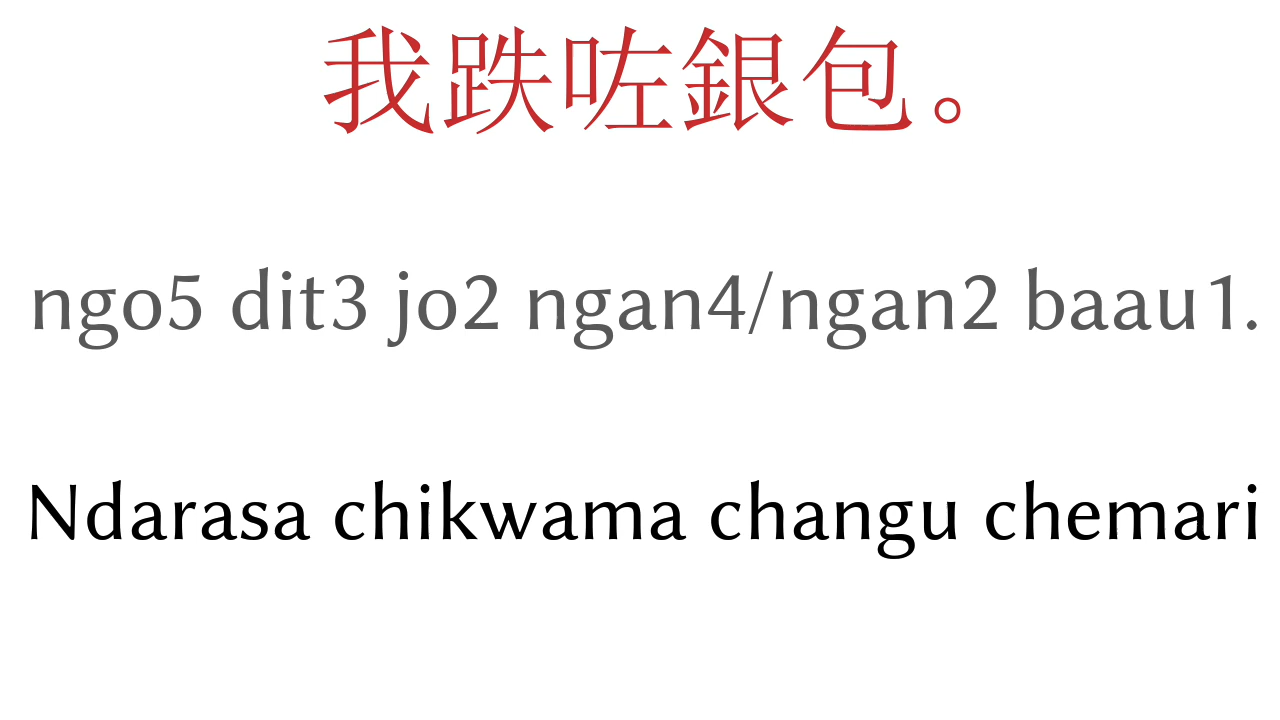 我跌咗銀包。
ngo5 dit3 jo2 ngan4/ngan2 baau1.
Ndarasa chikwama changu chemari